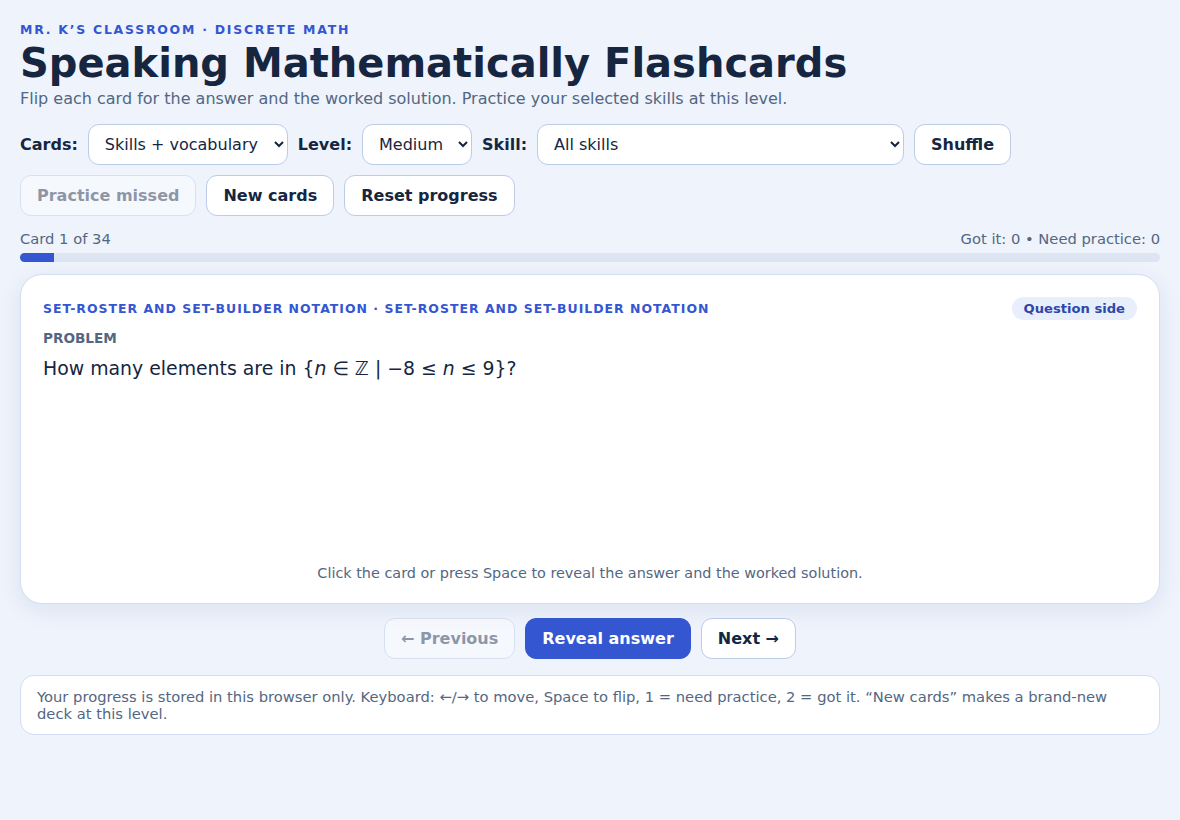 MR. K’S CLASSROOM · DISCRETE MATH
Speaking Mathematically Flashcards
Flip each card for the answer and the worked solution. Practice your selected skills at this level.
Cards: Skills + vocabulary Level: Medium Skill: All skills Shuffle
Practice missed New cards Reset progress
Card 1 of 34 Got it: 0 • Need practice: 0
SET-ROSTER AND SET-BUILDER NOTATION · SET-ROSTER AND SET-BUILDER NOTATION Question side
PROBLEM
How many elements are in {n ∈ ℤ | −8 ≤ n ≤ 9}?
Click the card or press Space to reveal the answer and the worked solution.
← Previous Reveal answer Next →
Your progress is stored in this browser only. Keyboard: ←/→ to move, Space to flip, 1 = need practice, 2 = got it. “New cards” makes a brand-new
deck at this level.